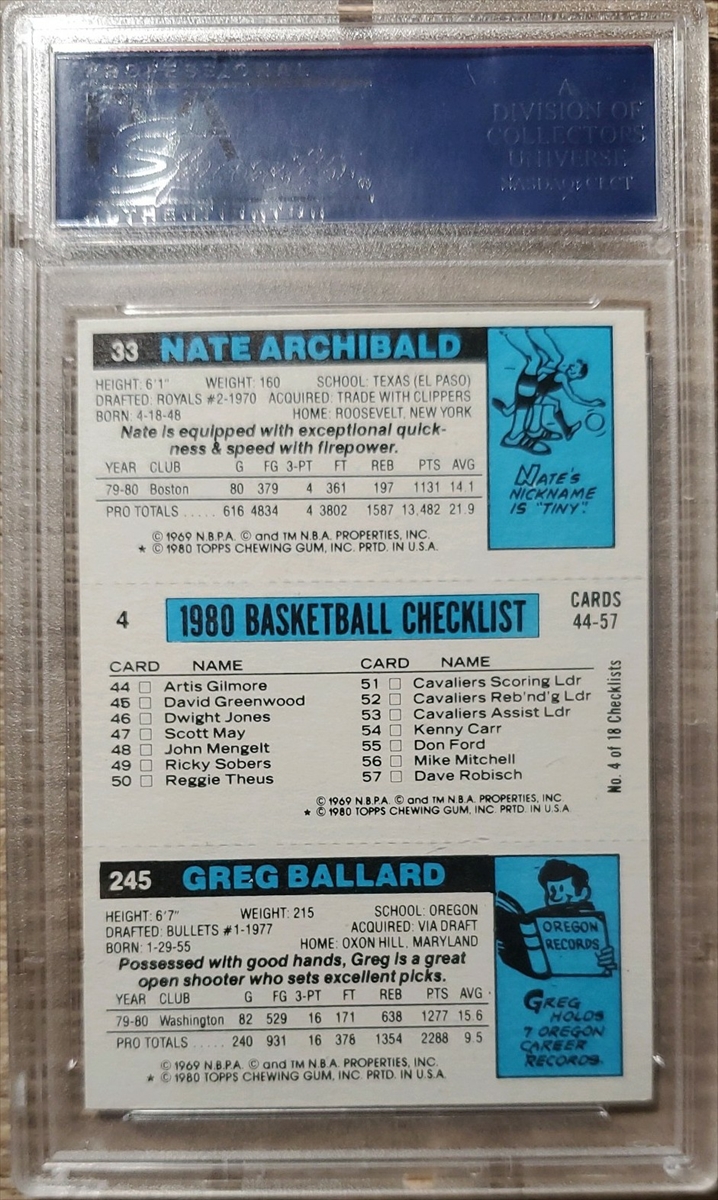 PROFESSIONAL
PSA
AUTHENTICATOR
A
DIVISION OF
COLLECTORS
UNIVERSE
NASDAQ: CLCT
33 NATE ARCHIBALD
HEIGHT: 6'1" WEIGHT: 160 SCHOOL: TEXAS (EL PASO)
DRAFTED: ROYALS #2-1970 ACQUIRED: TRADE WITH CLIPPERS
BORN: 4-18-48 HOME: ROOSEVELT, NEW YORK
Nate is equipped with exceptional quick-
ness & speed with firepower.
YEAR CLUB G FG 3-PT FT REB PTS AVG
79-80 Boston 80 379 4 361 197 1131 14.1
PRO TOTALS ..... 616 4834 4 3802 1587 13,482 21.9
© 1969 N.B.P.A. © and TM N.B.A. PROPERTIES, INC.
★ © 1980 TOPPS CHEWING GUM, INC. PRTD. IN U.S.A.
NATE'S
NICKNAME
IS "TINY".
4 1980 BASKETBALL CHECKLIST CARDS
44-57
CARD NAME
44 □ Artis Gilmore
45 □ David Greenwood
46 □ Dwight Jones
47 □ Scott May
48 □ John Mengelt
49 □ Ricky Sobers
50 □ Reggie Theus
CARD NAME
51 □ Cavaliers Scoring Ldr
52 □ Cavaliers Reb'nd'g Ldr
53 □ Cavaliers Assist Ldr
54 □ Kenny Carr
55 □ Don Ford
56 □ Mike Mitchell
57 □ Dave Robisch
No. 4 of 18 Checklists
© 1969 N.B.P.A. © and TM N.B.A. PROPERTIES, INC.
★ © 1980 TOPPS CHEWING GUM, INC. PRTD. IN U.S.A.
245 GREG BALLARD
HEIGHT: 6'7" WEIGHT: 215 SCHOOL: OREGON
DRAFTED: BULLETS #1-1977 ACQUIRED: VIA DRAFT
BORN: 1-29-55 HOME: OXON HILL, MARYLAND
Possessed with good hands, Greg is a great
open shooter who sets excellent picks.
YEAR CLUB G FG 3-PT FT REB PTS AVG
79-80 Washington 82 529 16 171 638 1277 15.6
PRO TOTALS ..... 240 931 16 378 1354 2288 9.5
© 1969 N.B.P.A. © and TM N.B.A. PROPERTIES, INC.
★ © 1980 TOPPS CHEWING GUM, INC. PRTD. IN U.S.A.
OREGON
RECORDS
GREG
HOLDS
7 OREGON
CAREER
RECORDS.